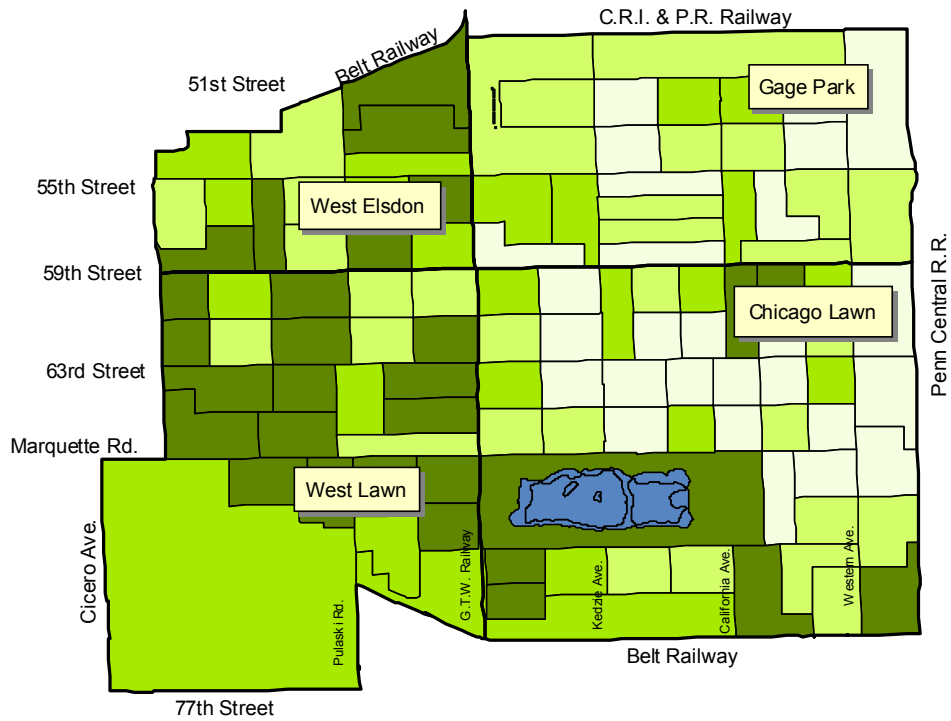 C.R.I. & P.R. Railway
Belt Railway
51st Street
Gage Park
55th Street
West Elsdon
59th Street
Penn Central R.R.
Chicago Lawn
63rd Street
Marquette Rd.
West Lawn
Cicero Ave.
Pulaski Rd.
G.T.W. Railway
Kedzie Ave.
California Ave.
Western Ave.
Belt Railway
77th Street